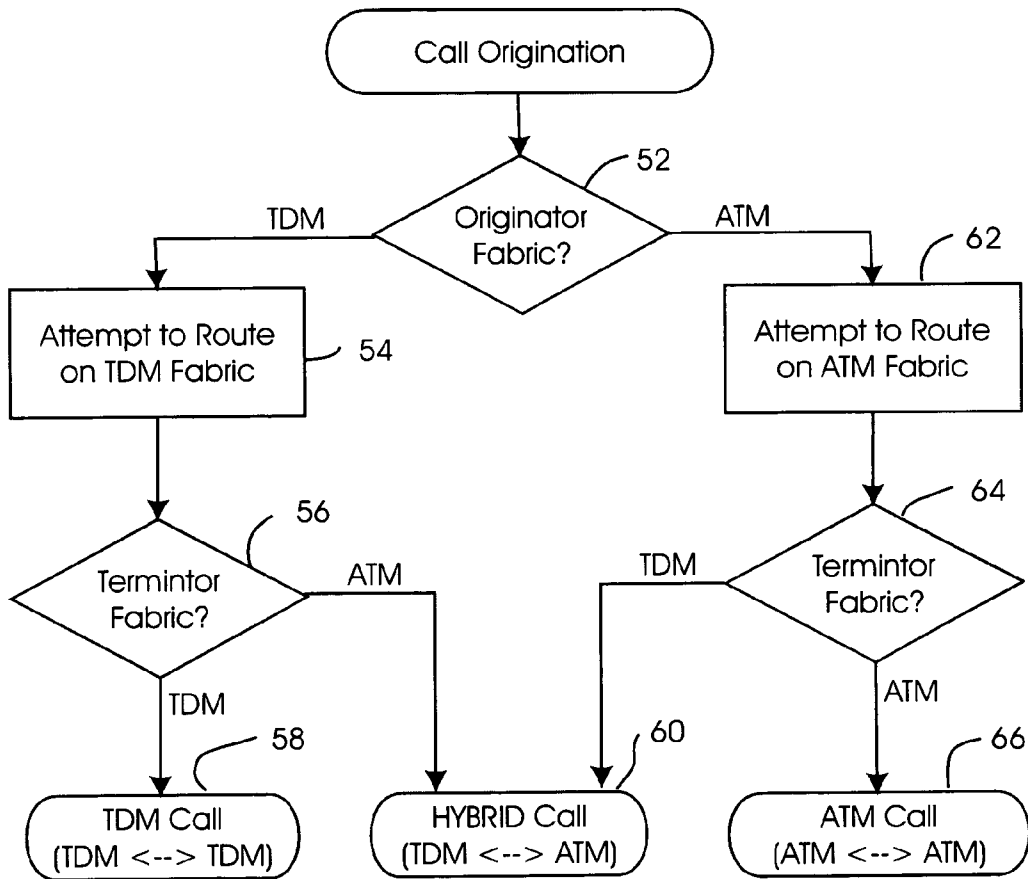 Call Origination
52
Originator
Fabric?
TDM
ATM
62
Attempt to Route
on TDM Fabric
54
Attempt to Route
on ATM Fabric
56
Termintor
Fabric?
ATM
TDM
64
Termintor
Fabric?
TDM
ATM
58
TDM Call
(TDM <--> TDM)
60
HYBRID Call
(TDM <--> ATM)
66
ATM Call
(ATM <--> ATM)